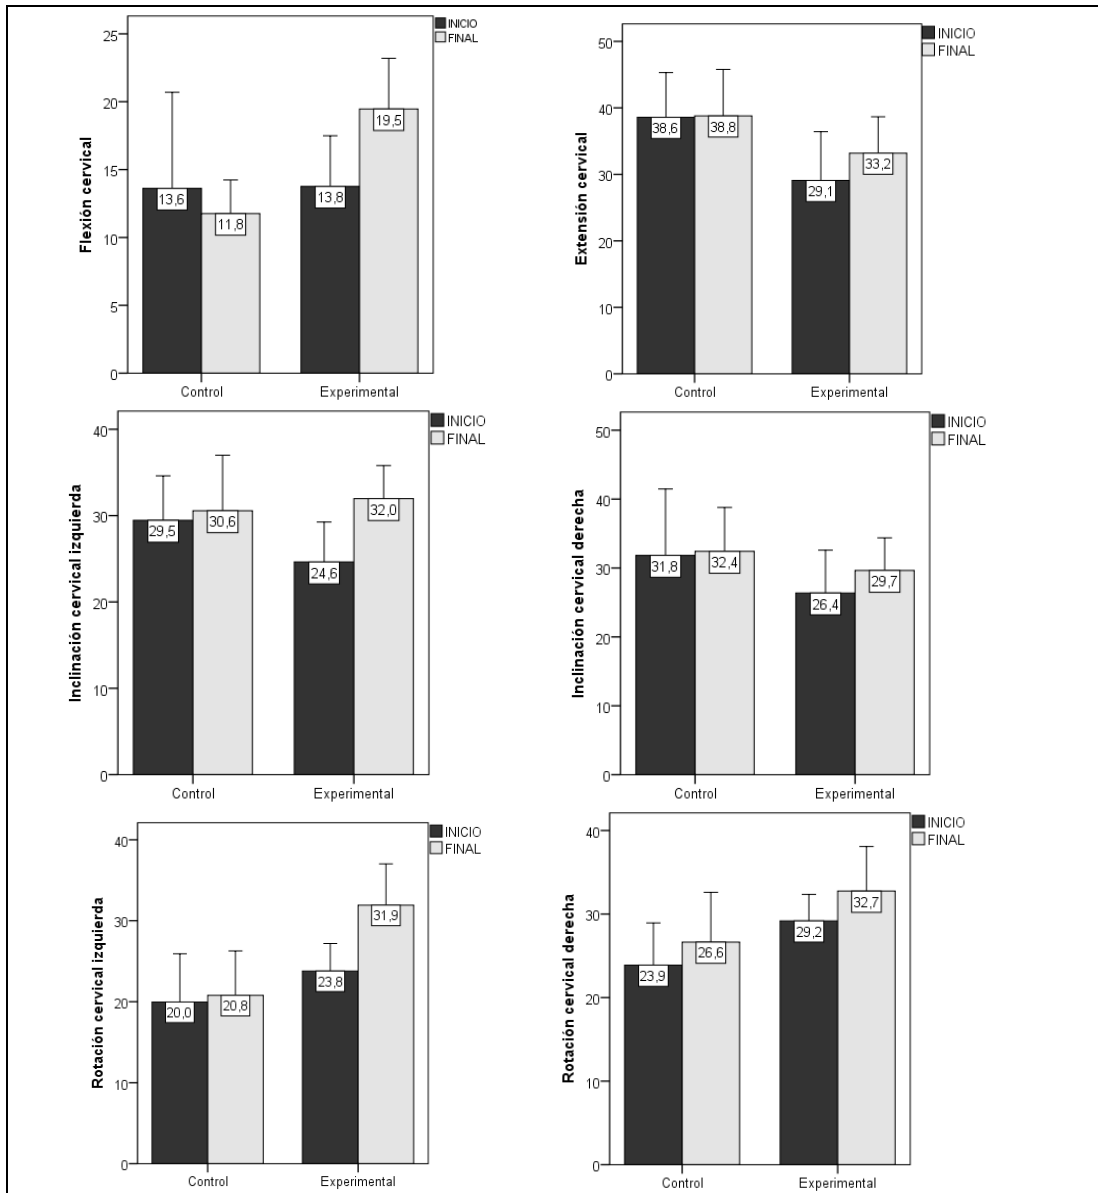 INICIO
FINAL
Flexión cervical
25
20
15
10
5
0
13,6
11,8
13,8
19,5
Control
Experimental
INICIO
FINAL
Extensión cervical
50
40
30
20
10
0
38,6
38,8
29,1
33,2
Control
Experimental
INICIO
FINAL
Inclinación cervical izquierda
40
30
20
10
0
29,5
30,6
24,6
32,0
Control
Experimental
INICIO
FINAL
Inclinación cervical derecha
50
40
30
20
10
0
31,8
32,4
26,4
29,7
Control
Experimental
INICIO
FINAL
Rotación cervical izquierda
40
30
20
10
0
20,0
20,8
23,8
31,9
Control
Experimental
INICIO
FINAL
Rotación cervical derecha
40
30
20
10
0
23,9
26,6
29,2
32,7
Control
Experimental